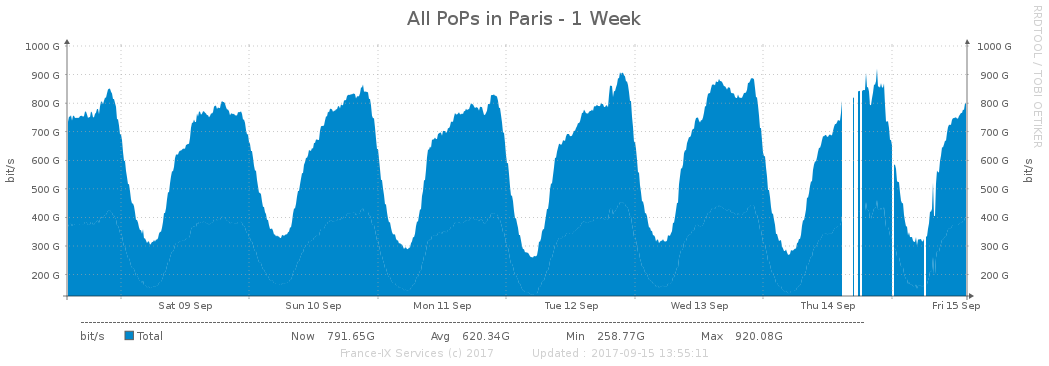 All PoPs in Paris - 1 Week
RRDTOOL / TOBI OETIKER
1000 G 1000 G
900 G 900 G
800 G 800 G
700 G 700 G
600 G 600 G
500 G 500 G
400 G 400 G
300 G 300 G
200 G 200 G
bit/s bit/s
Sat 09 Sep Sun 10 Sep Mon 11 Sep Tue 12 Sep Wed 13 Sep Thu 14 Sep Fri 15 Sep
bit/s Total Now 791.65G Avg 620.34G Min 258.77G Max 920.08G
France-IX Services (c) 2017 Updated : 2017-09-15 13:55:11